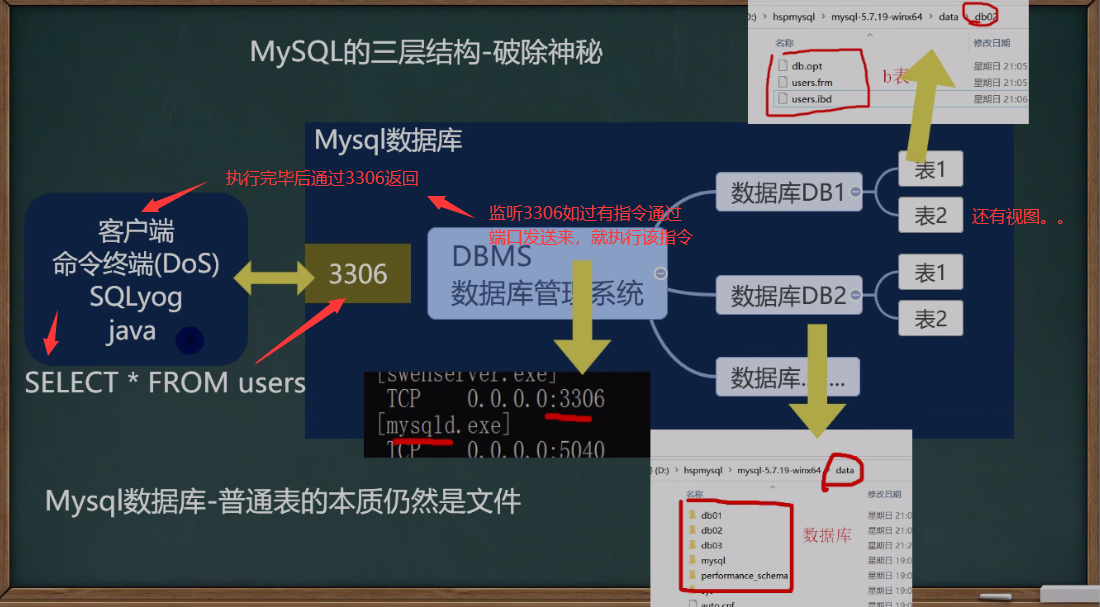 MySQL的三层结构-破除神秘
Mysql数据库
执行完毕后通过3306返回
客户端
命令终端(DoS)
SQLyog
java
3306
SELECT * FROM users
监听3306如过有指令通过
端口发送来，就执行该指令
DBMS
数据库管理系统
数据库DB1
表1
表2
还有视图。。
数据库DB2
表1
表2
数据库……
hspmysql > mysql-5.7.19-winx64 > data > db02
名称 修改日期
db.opt 星期日 21:05
users.frm 星期日 21:05
users.ibd 星期日 21:06
b表
[swenserver.exe]
TCP 0.0.0.0:3306
[mysqld.exe]
TCP 0.0.0.0:5040
(D:) > hspmysql > mysql-5.7.19-winx64 > data
名称 修改日期
db01 星期日 21:0
db02 星期日 21:0
db03 星期日 21:2
mysql 星期日 19:0
performance_schema 星期日 19:0
星期日 19:0
auto.cnf 星期日 19:0
数据库
Mysql数据库-普通表的本质仍然是文件